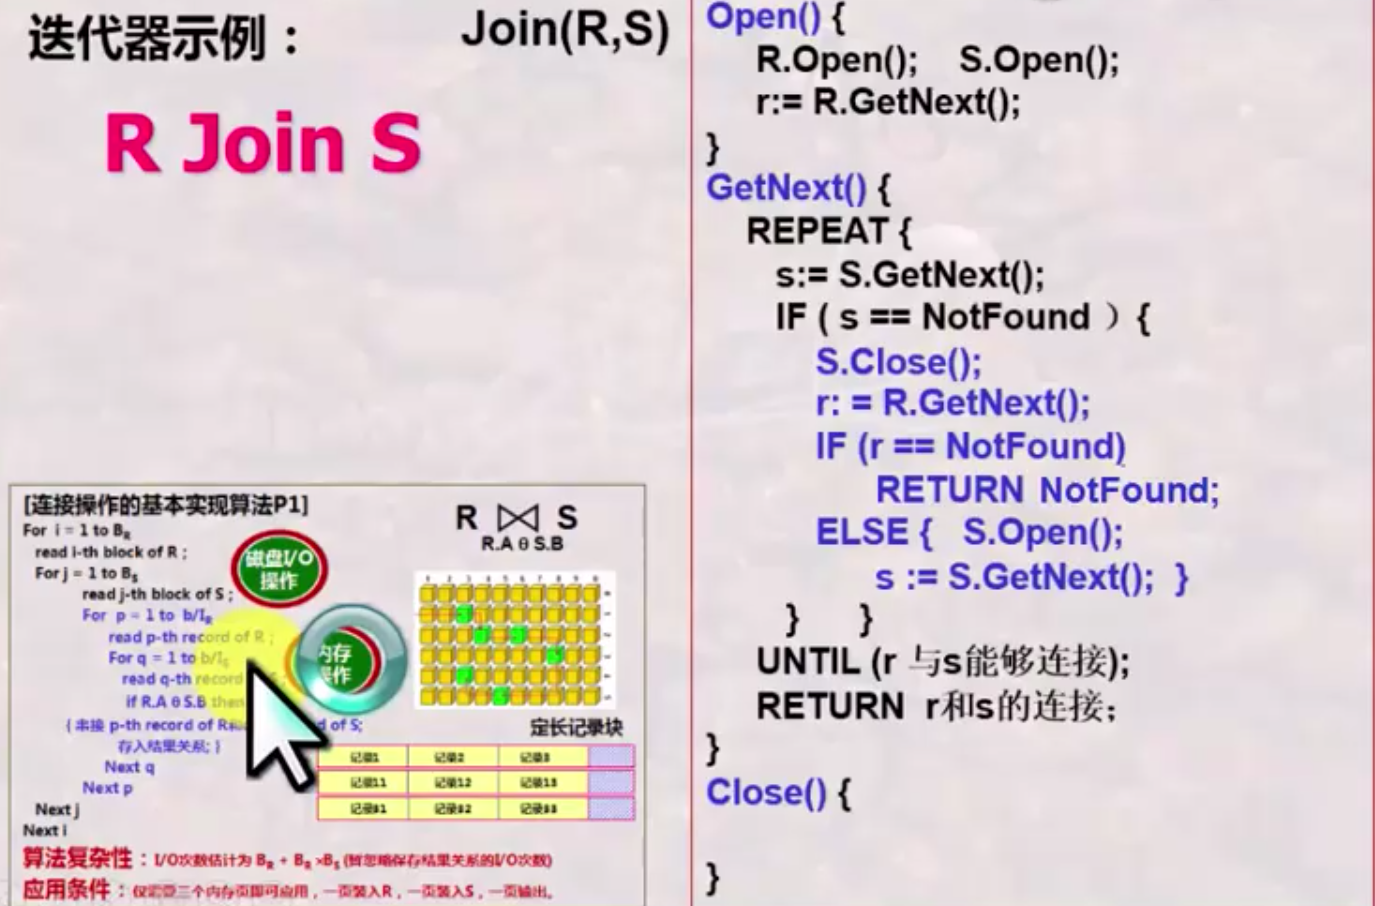 迭代器示例：
Join(R,S)
R Join S
[连接操作的基本实现算法P1]
For i = 1 to BR
read i-th block of R ;
For j = 1 to BS
read j-th block of S ;
For p = 1 to b/IR
read p-th record of R ;
For q = 1 to b/IS
read q-th record S ;
if R.A θ S.B then
{ 串接 p-th record of R d of S;
存入结果关系; }
Next q
Next p
Next j
Next i
磁盘I/O
操作
内存
操作
R ⋈ S
R.A θ S.B
定长记录块
记录1 记录2 记录3
记录11 记录12 记录13
记录31 记录32 记录33
算法复杂性：I/O次数估计为 BR + BR ×BS (暂忽略保存结果关系的I/O次数)
应用条件：仅需要三个内存页即可应用，一页装入R，一页装入S，一页输出。
Open() {
R.Open(); S.Open();
r:= R.GetNext();
}
GetNext() {
REPEAT {
s:= S.GetNext();
IF ( s == NotFound ）{
S.Close();
r: = R.GetNext();
IF (r == NotFound)
RETURN NotFound;
ELSE { S.Open();
s := S.GetNext(); }
} }
UNTIL (r 与s能够连接);
RETURN r和s的连接；
}
Close() {
}